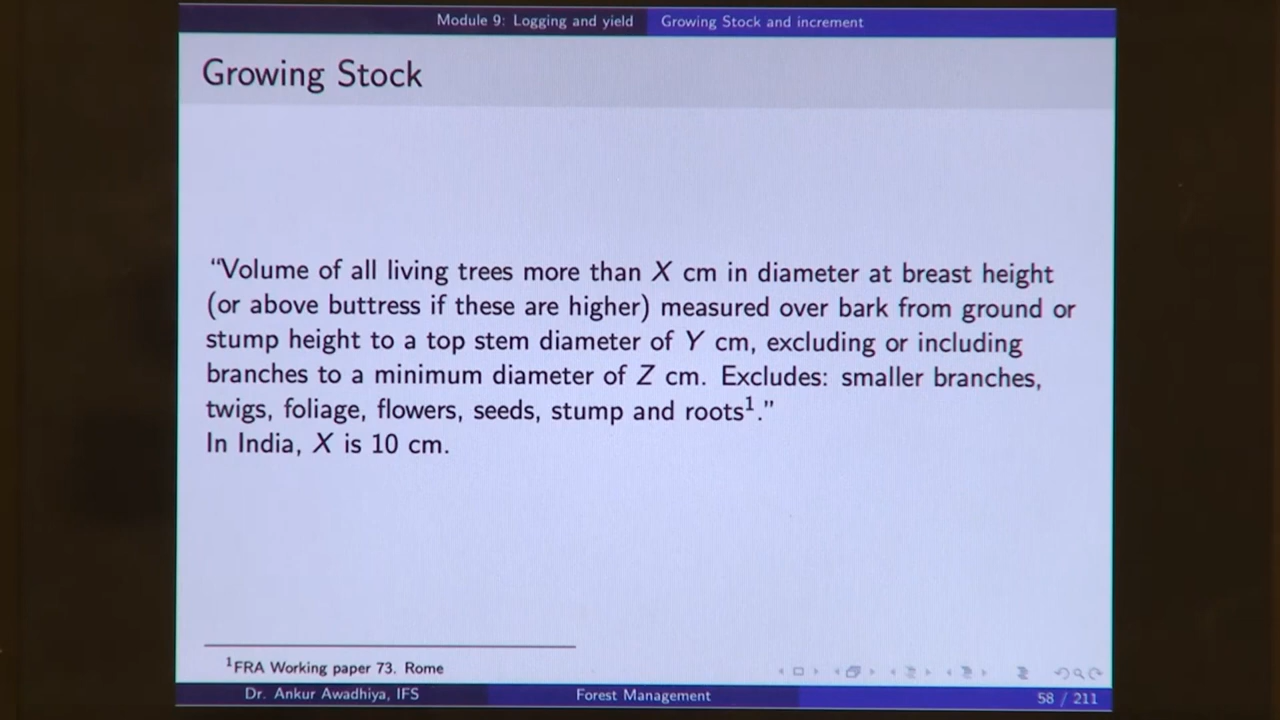 Module 9: Logging and yield Growing Stock and increment
Growing Stock
“Volume of all living trees more than X cm in diameter at breast height
(or above buttress if these are higher) measured over bark from ground or
stump height to a top stem diameter of Y cm, excluding or including
branches to a minimum diameter of Z cm. Excludes: smaller branches,
twigs, foliage, flowers, seeds, stump and roots¹.”
In India, X is 10 cm.
¹FRA Working paper 73. Rome
Dr. Ankur Awadhiya, IFS Forest Management 58 / 211